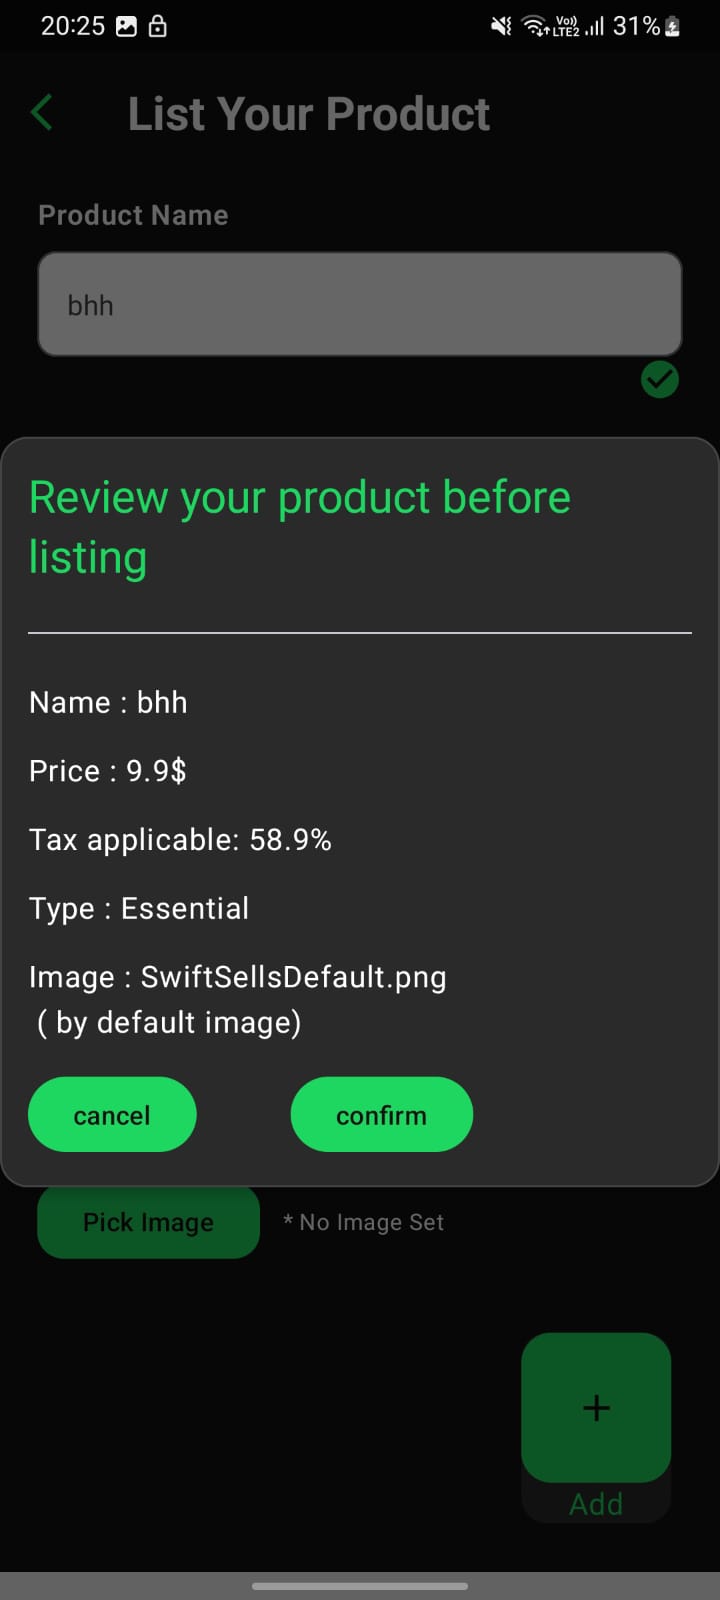 20:25 Vo)) LTE2 31%
List Your Product
Product Name
bhh
Review your product before
listing
Name : bhh
Price : 9.9$
Tax applicable: 58.9%
Type : Essential
Image : SwiftSellsDefault.png
( by default image)
cancel confirm
Pick Image * No Image Set
+
Add